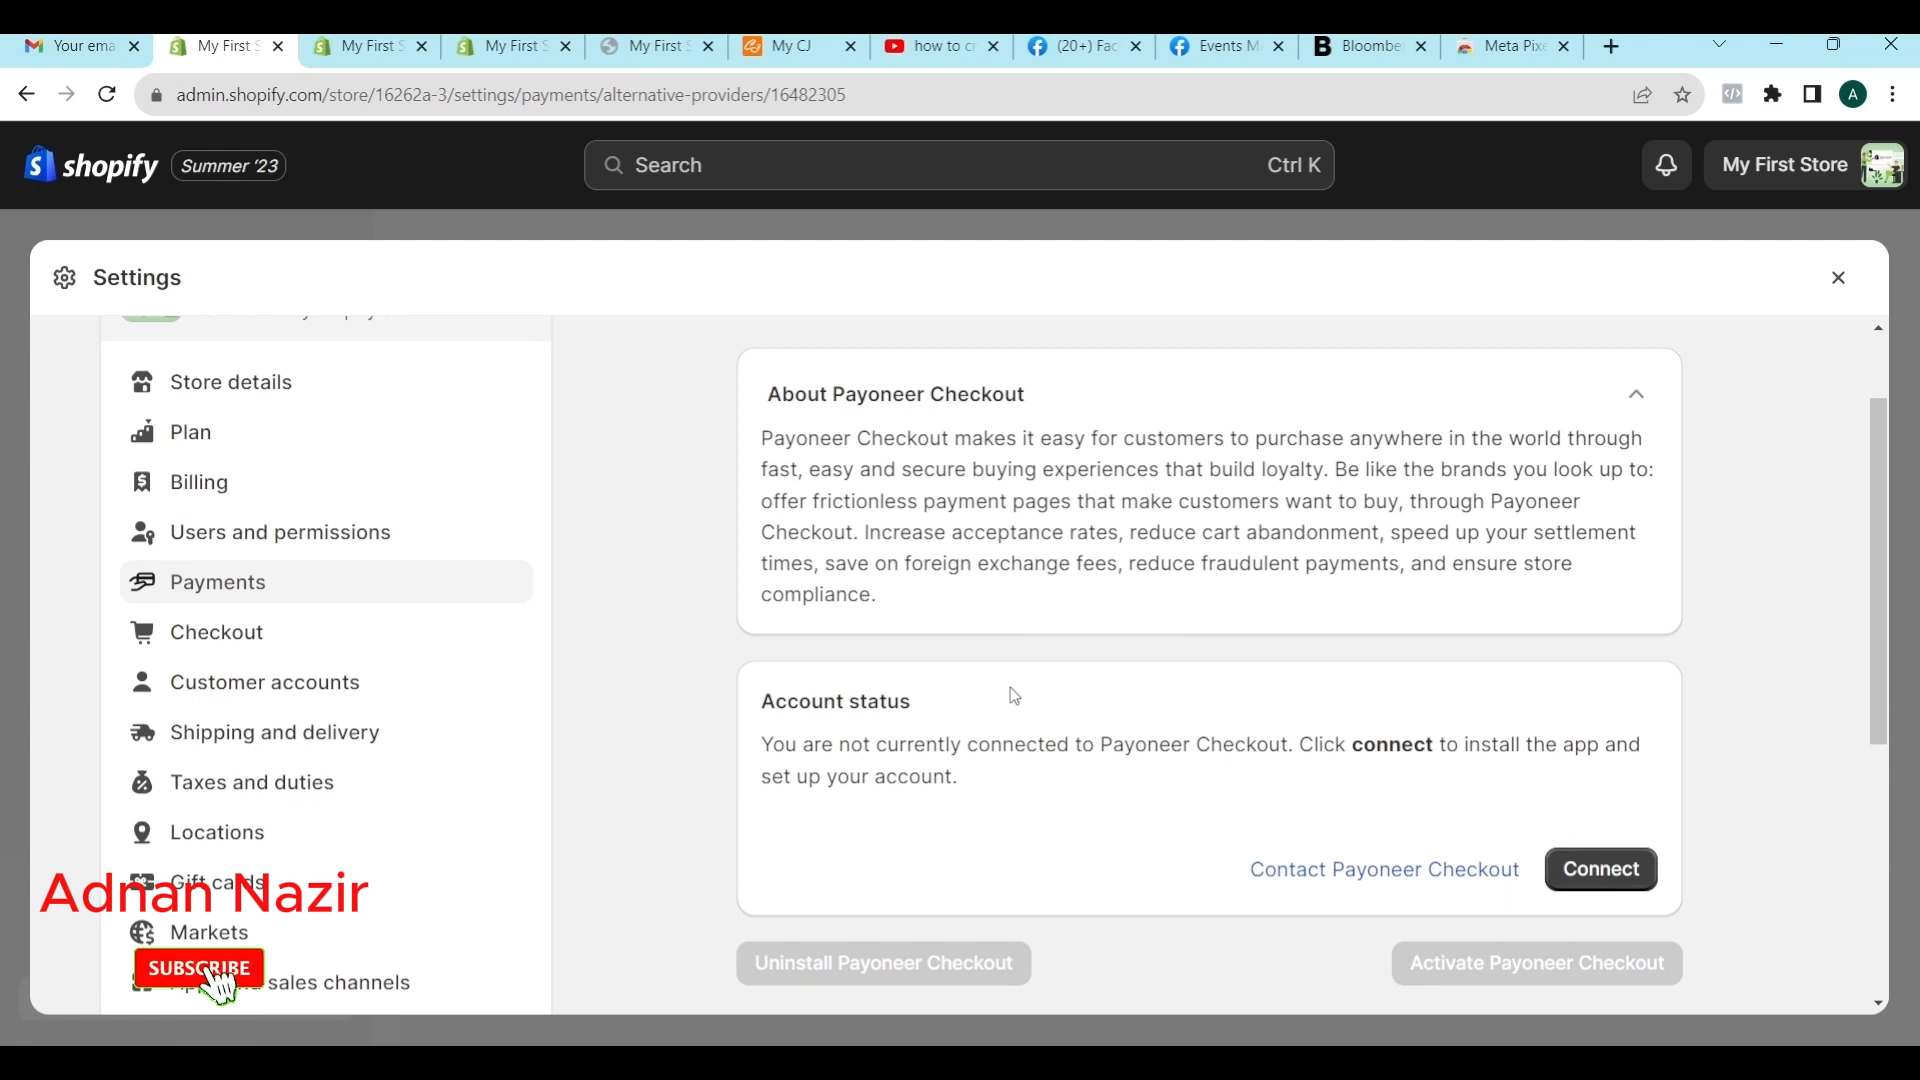 Your ema
My First S
My First S
My First S
My First S
My CJ
how to cr
(20+) Fac
Events M
Bloombe
Meta Pix
admin.shopify.com/store/16262a-3/settings/payments/alternative-providers/16482305
A
shopify
Summer '23
Search
Ctrl K
My First Store
Settings
Store details
Plan
Billing
Users and permissions
Payments
Checkout
Customer accounts
Shipping and delivery
Taxes and duties
Locations
Gift cards
Adnan Nazir
Markets
SUBSCRIBE
sales channels
About Payoneer Checkout
Payoneer Checkout makes it easy for customers to purchase anywhere in the world through
fast, easy and secure buying experiences that build loyalty. Be like the brands you look up to:
offer frictionless payment pages that make customers want to buy, through Payoneer
Checkout. Increase acceptance rates, reduce cart abandonment, speed up your settlement
times, save on foreign exchange fees, reduce fraudulent payments, and ensure store
compliance.
Account status
You are not currently connected to Payoneer Checkout. Click connect to install the app and
set up your account.
Contact Payoneer Checkout
Connect
Uninstall Payoneer Checkout
Activate Payoneer Checkout